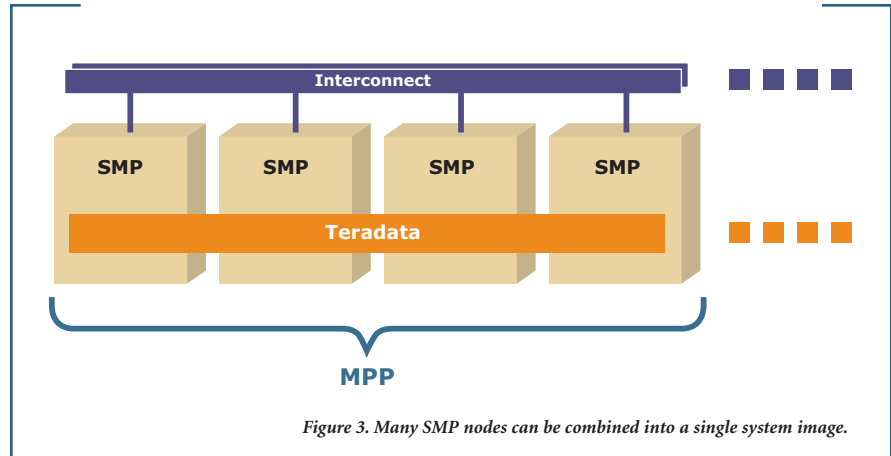 Interconnect
SMP SMP SMP SMP
Teradata
MPP
Figure 3. Many SMP nodes can be combined into a single system image.